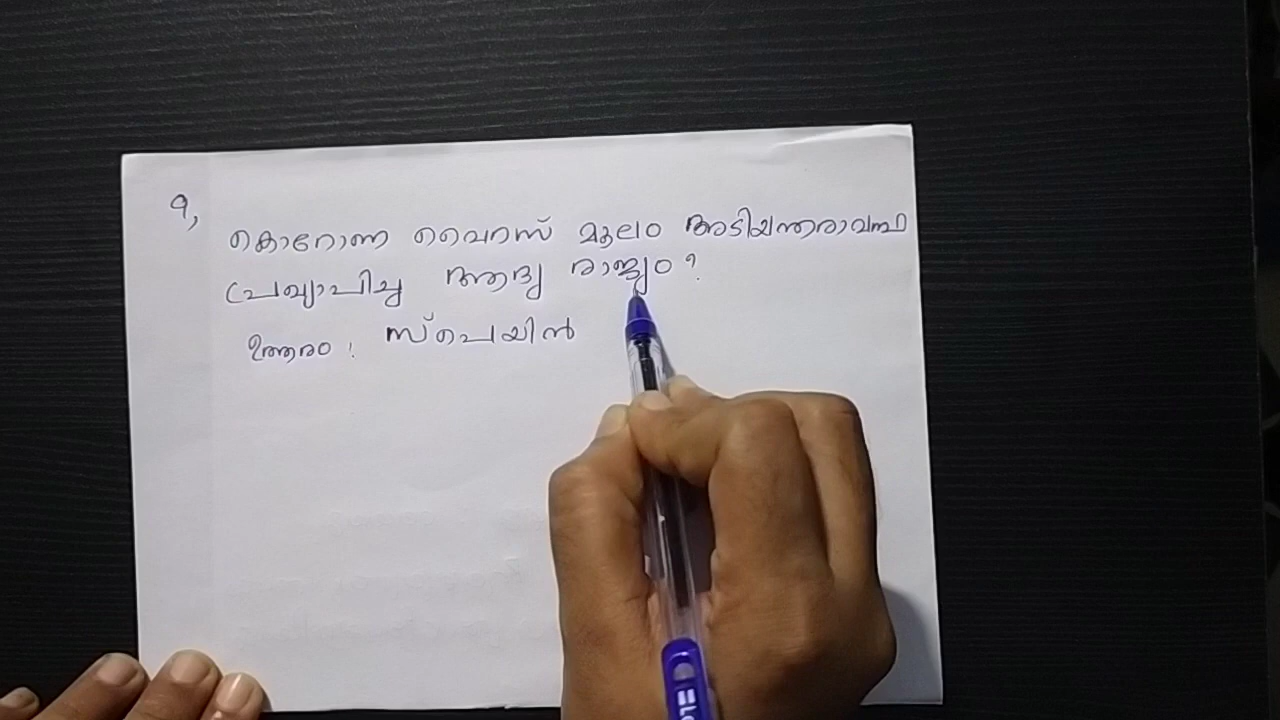 9,
കൊറോണ വൈറസ് മൂലം അടിയന്തരാവസ്ഥ
പ്രഖ്യാപിച്ച ആദ്യ രാജ്യം ?
ഉത്തരം : സ്പെയിൻ